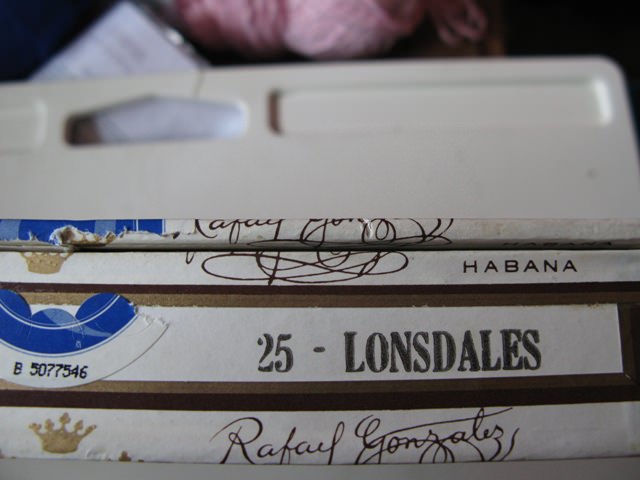 Rafael Gonzalez
HABANA
25 - LONSDALES
B 5077546
Rafael Gonzalez